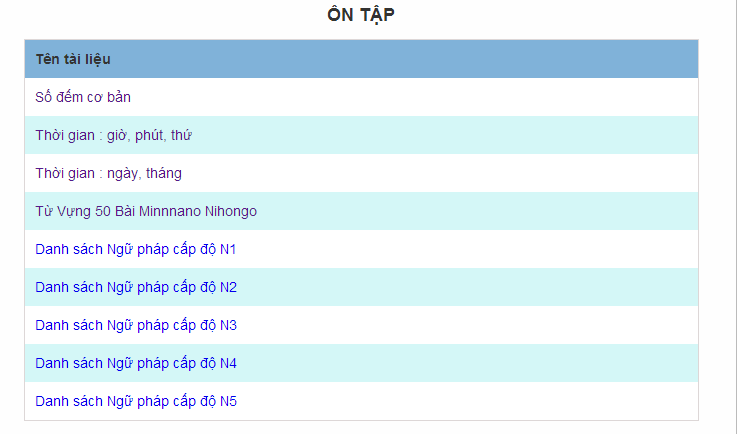 ÔN TẬP
Tên tài liệu
Số đếm cơ bản
Thời gian : giờ, phút, thứ
Thời gian : ngày, tháng
Từ Vựng 50 Bài Minnnano Nihongo
Danh sách Ngữ pháp cấp độ N1
Danh sách Ngữ pháp cấp độ N2
Danh sách Ngữ pháp cấp độ N3
Danh sách Ngữ pháp cấp độ N4
Danh sách Ngữ pháp cấp độ N5